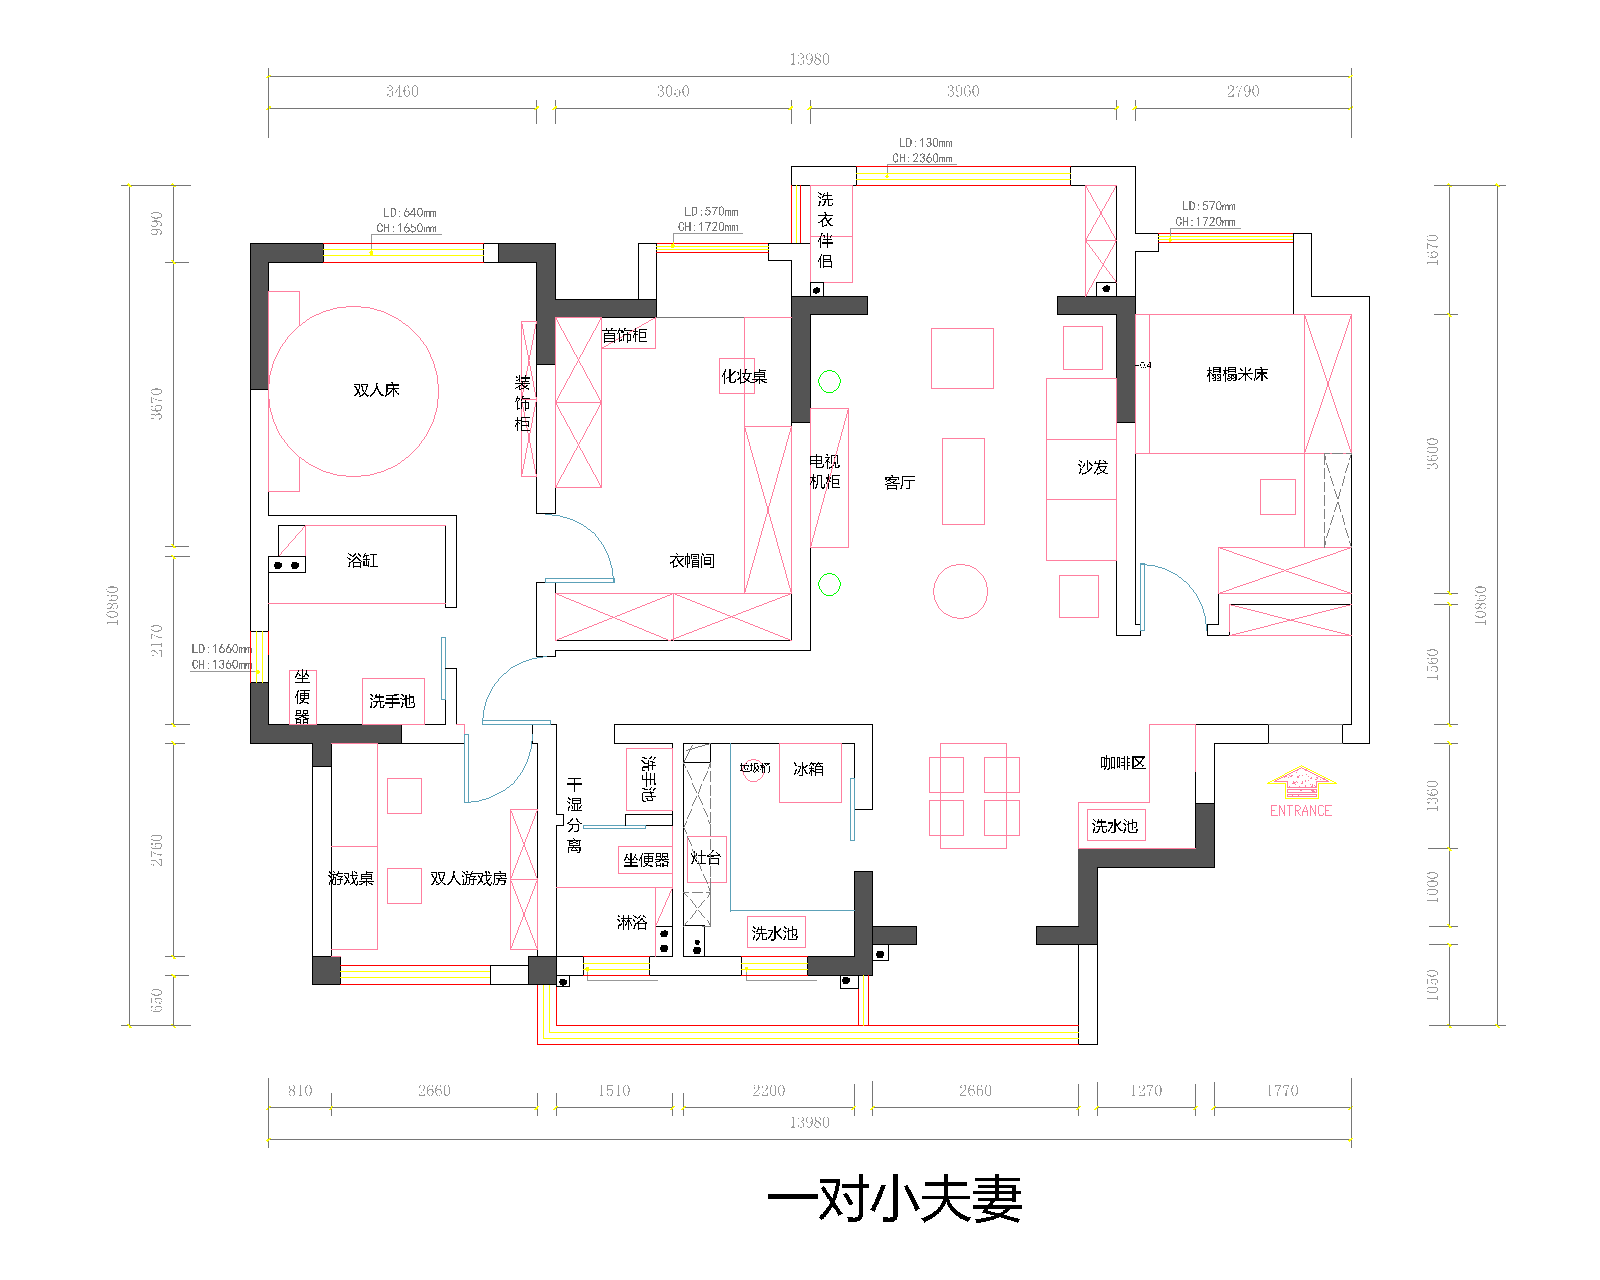 13980
3460
3050
3960
2790
LD:130mm
CH:2360mm
LD:640mm
CH:1650mm
LD:570mm
CH:1720mm
LD:570mm
CH:1720mm
洗衣伴侣
990
3670
2170
2760
650
10860
1670
3600
1560
1360
1000
1050
10860
首饰柜
化妆桌
双人床
装饰柜
榻榻米床
电视
机柜
沙发
客厅
浴缸
衣帽间
LD:1660mm
CH:1360mm
坐便器
洗手池
洗手池
垃圾桶
冰箱
咖啡区
干湿分离
洗水池
ENTRANCE
坐便器
灶台
游戏桌
双人游戏房
淋浴
洗水池
810
2660
1510
2200
2660
1270
1770
13980
一对小夫妻